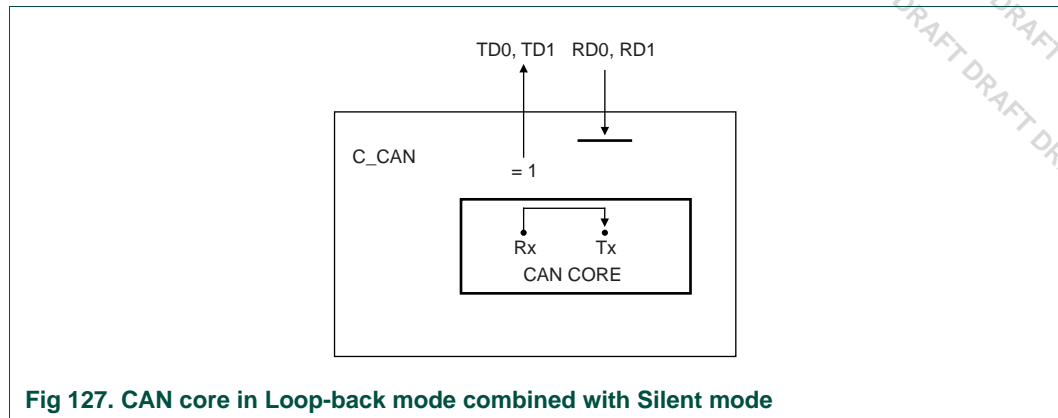 DRAFT DRAFT
DRAFT DR
TD0, TD1 RD0, RD1
C_CAN
= 1
Rx Tx
CAN CORE
Fig 127. CAN core in Loop-back mode combined with Silent mode